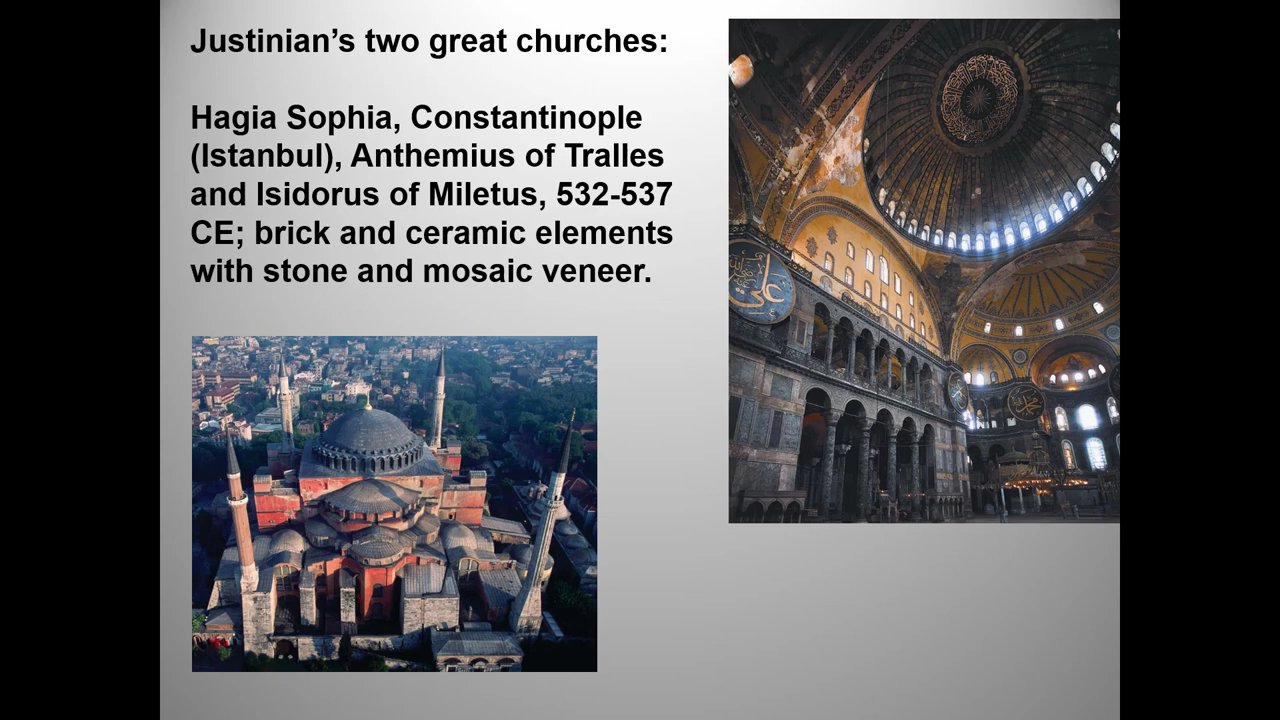 Justinian’s two great churches:
Hagia Sophia, Constantinople
(Istanbul), Anthemius of Tralles
and Isidorus of Miletus, 532-537
CE; brick and ceramic elements
with stone and mosaic veneer.